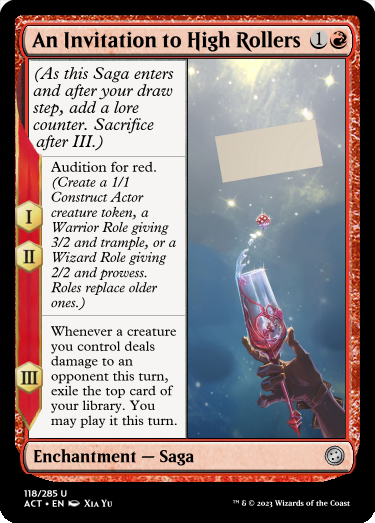 An Invitation to High Rollers 1
(As this Saga enters
and after your draw
step, add a lore
counter. Sacrifice
after III.)
I
II
Audition for red.
(Create a 1/1
Construct Actor
creature token, a
Warrior Role giving
3/2 and trample, or a
Wizard Role giving
2/2 and prowess.
Roles replace older
ones.)
III
Whenever a creature
you control deals
damage to an
opponent this turn,
exile the top card of
your library. You
may play it this turn.
Enchantment — Saga
118/285 U
ACT • EN XIA YU
™ & © 2023 Wizards of the Coast